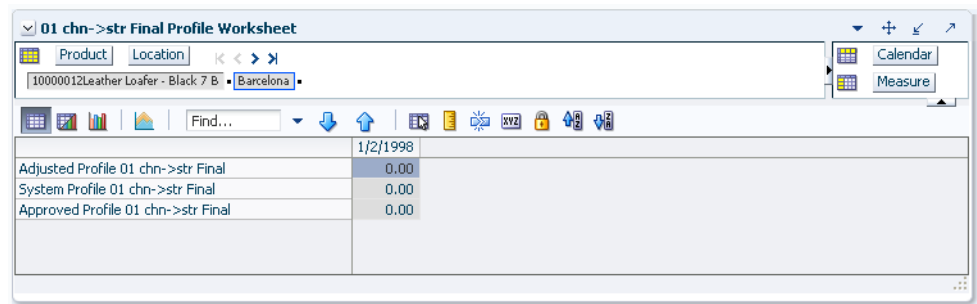 01 chn->str Final Profile Worksheet
Product Location Calendar
10000012Leather Loafer - Black 7 B Barcelona Measure
Find... XYZ
1/2/1998
Adjusted Profile 01 chn->str Final 0.00
System Profile 01 chn->str Final 0.00
Approved Profile 01 chn->str Final 0.00